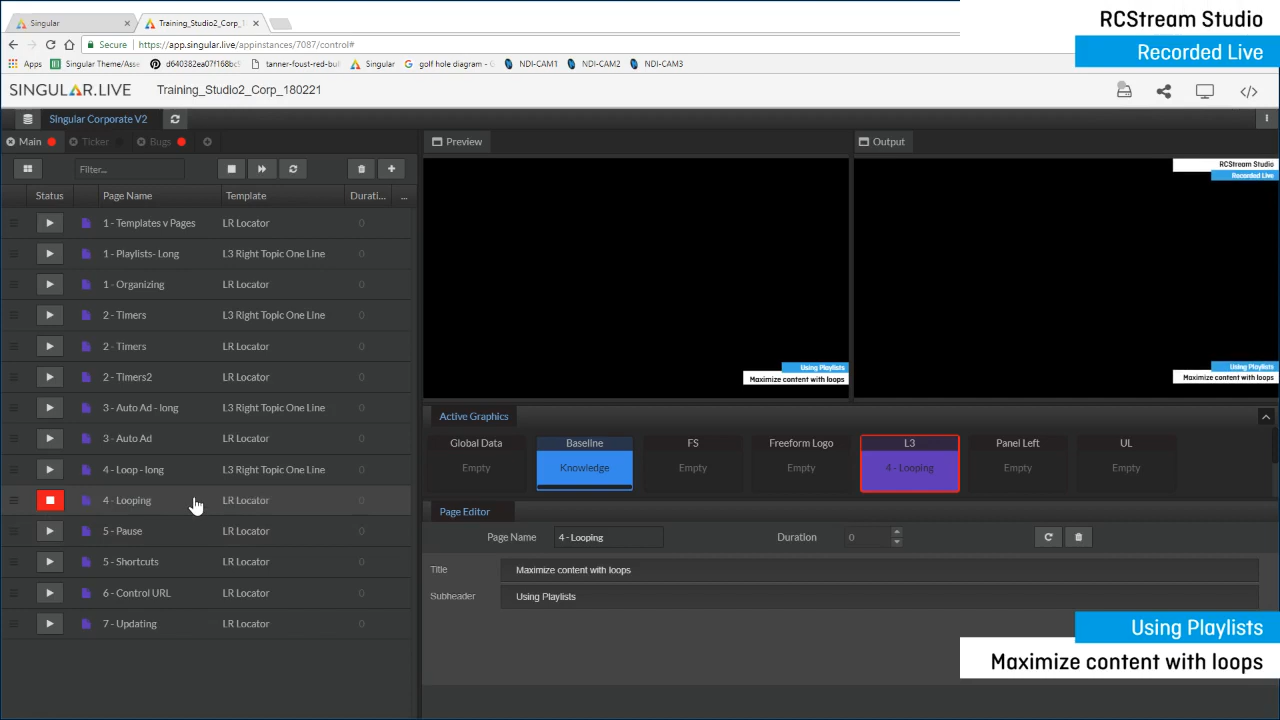 Singular
Training_Studio2_Corp_1
Secure
https://app.singular.live/appinstances/7087/control#
Apps
Singular Theme/Asse
d640382ea07f168bc5
tanner-foust-red-bul
Singular
golf hole diagram - G
NDI-CAM1
NDI-CAM2
NDI-CAM3
RCStream Studio
Recorded Live
SINGULAR.LIVE
Training_Studio2_Corp_180221
Singular Corporate V2
Main
Ticker
Bugs
Filter...
Status
Page Name
Template
Durati...
...
1 - Templates v Pages
LR Locator
0
1 - Playlists- Long
L3 Right Topic One Line
0
1 - Organizing
LR Locator
0
2 - Timers
L3 Right Topic One Line
0
2 - Timers
LR Locator
0
2 - Timers2
LR Locator
0
3 - Auto Ad - long
L3 Right Topic One Line
0
3 - Auto Ad
LR Locator
0
4 - Loop - long
L3 Right Topic One Line
0
4 - Looping
LR Locator
0
5 - Pause
LR Locator
0
5 - Shortcuts
LR Locator
0
6 - Control URL
LR Locator
0
7 - Updating
LR Locator
0
Preview
Using Playlists
Maximize content with loops
Output
RCStream Studio
Recorded Live
Using Playlists
Maximize content with loops
Active Graphics
Global Data
Empty
Baseline
Knowledge
FS
Empty
Freeform Logo
Empty
L3
4 - Looping
Panel Left
Empty
UL
Empty
Page Editor
Page Name
4 - Looping
Duration
0
Title
Maximize content with loops
Subheader
Using Playlists
Using Playlists
Maximize content with loops